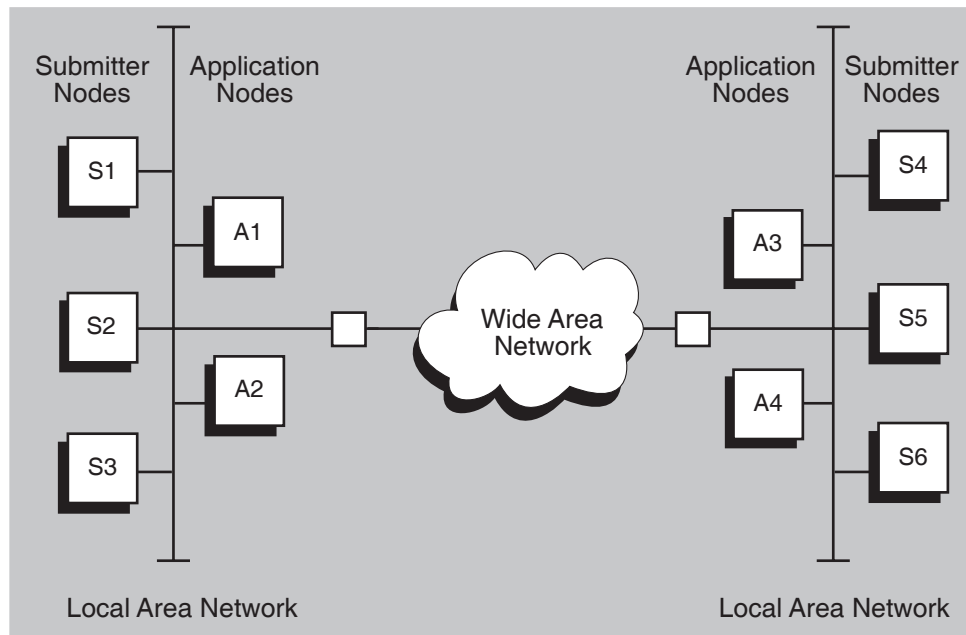 Submitter
Nodes
Application
Nodes
Application
Nodes
Submitter
Nodes
S1
A1
S2
A2
S3
Wide Area
Network
S4
A3
S5
A4
S6
Local Area Network
Local Area Network